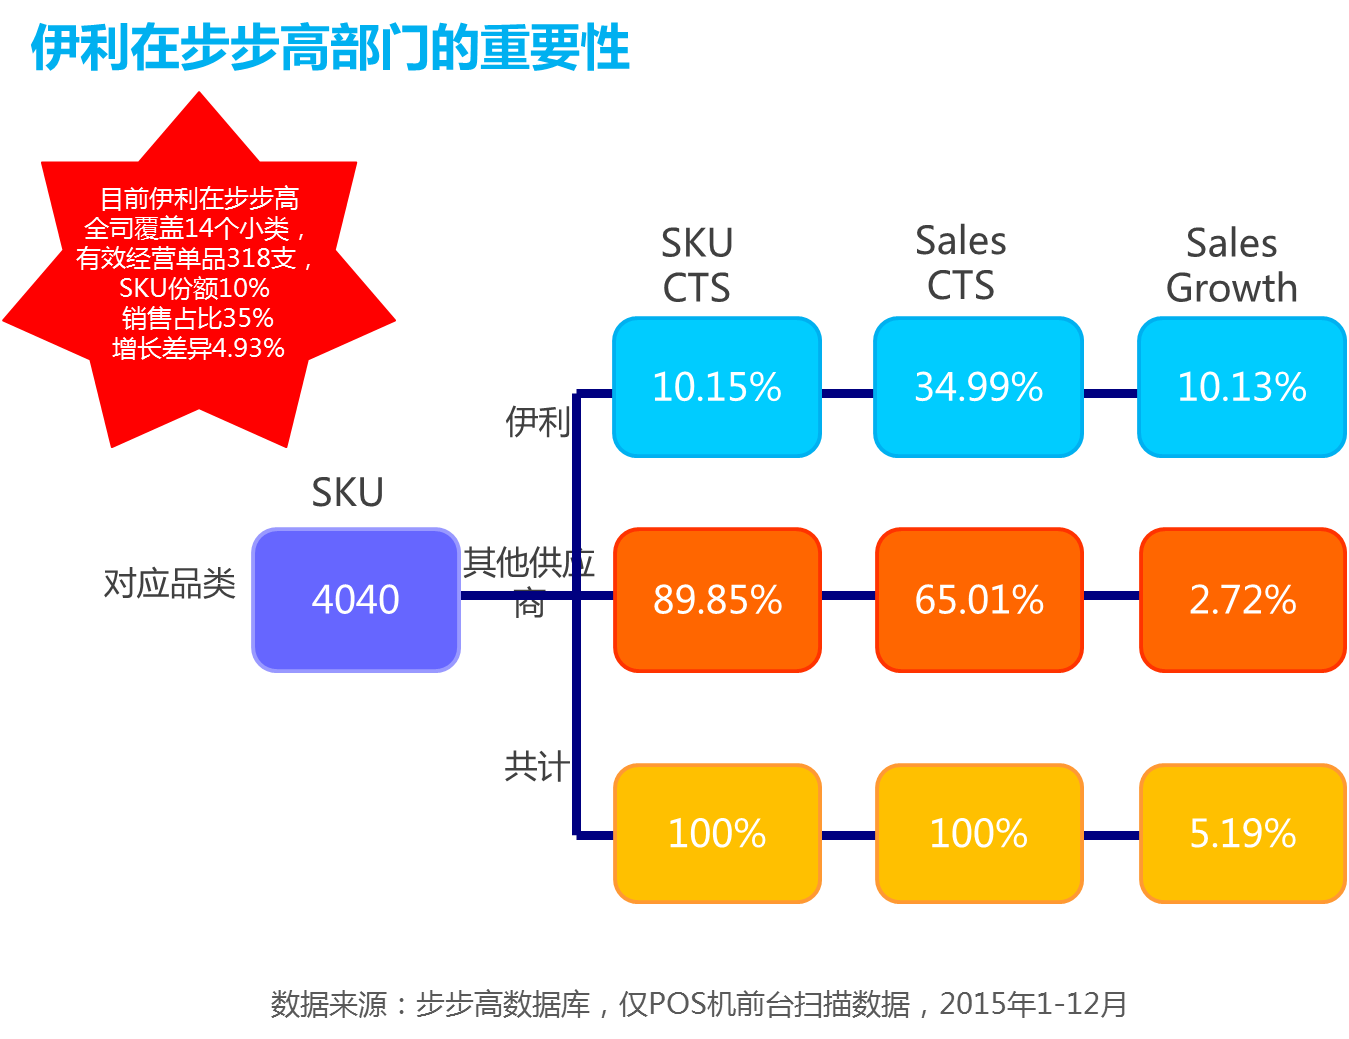 伊利在步步高部门的重要性
目前伊利在步步高
全司覆盖14个小类，
有效经营单品318支，
SKU份额10%
销售占比35%
增长差异4.93%
SKU
CTS
Sales
CTS
Sales
Growth
伊利
10.15%
34.99%
10.13%
SKU
对应品类
4040
其他供应
商
89.85%
65.01%
2.72%
共计
100%
100%
5.19%
数据来源：步步高数据库，仅POS机前台扫描数据，2015年1-12月